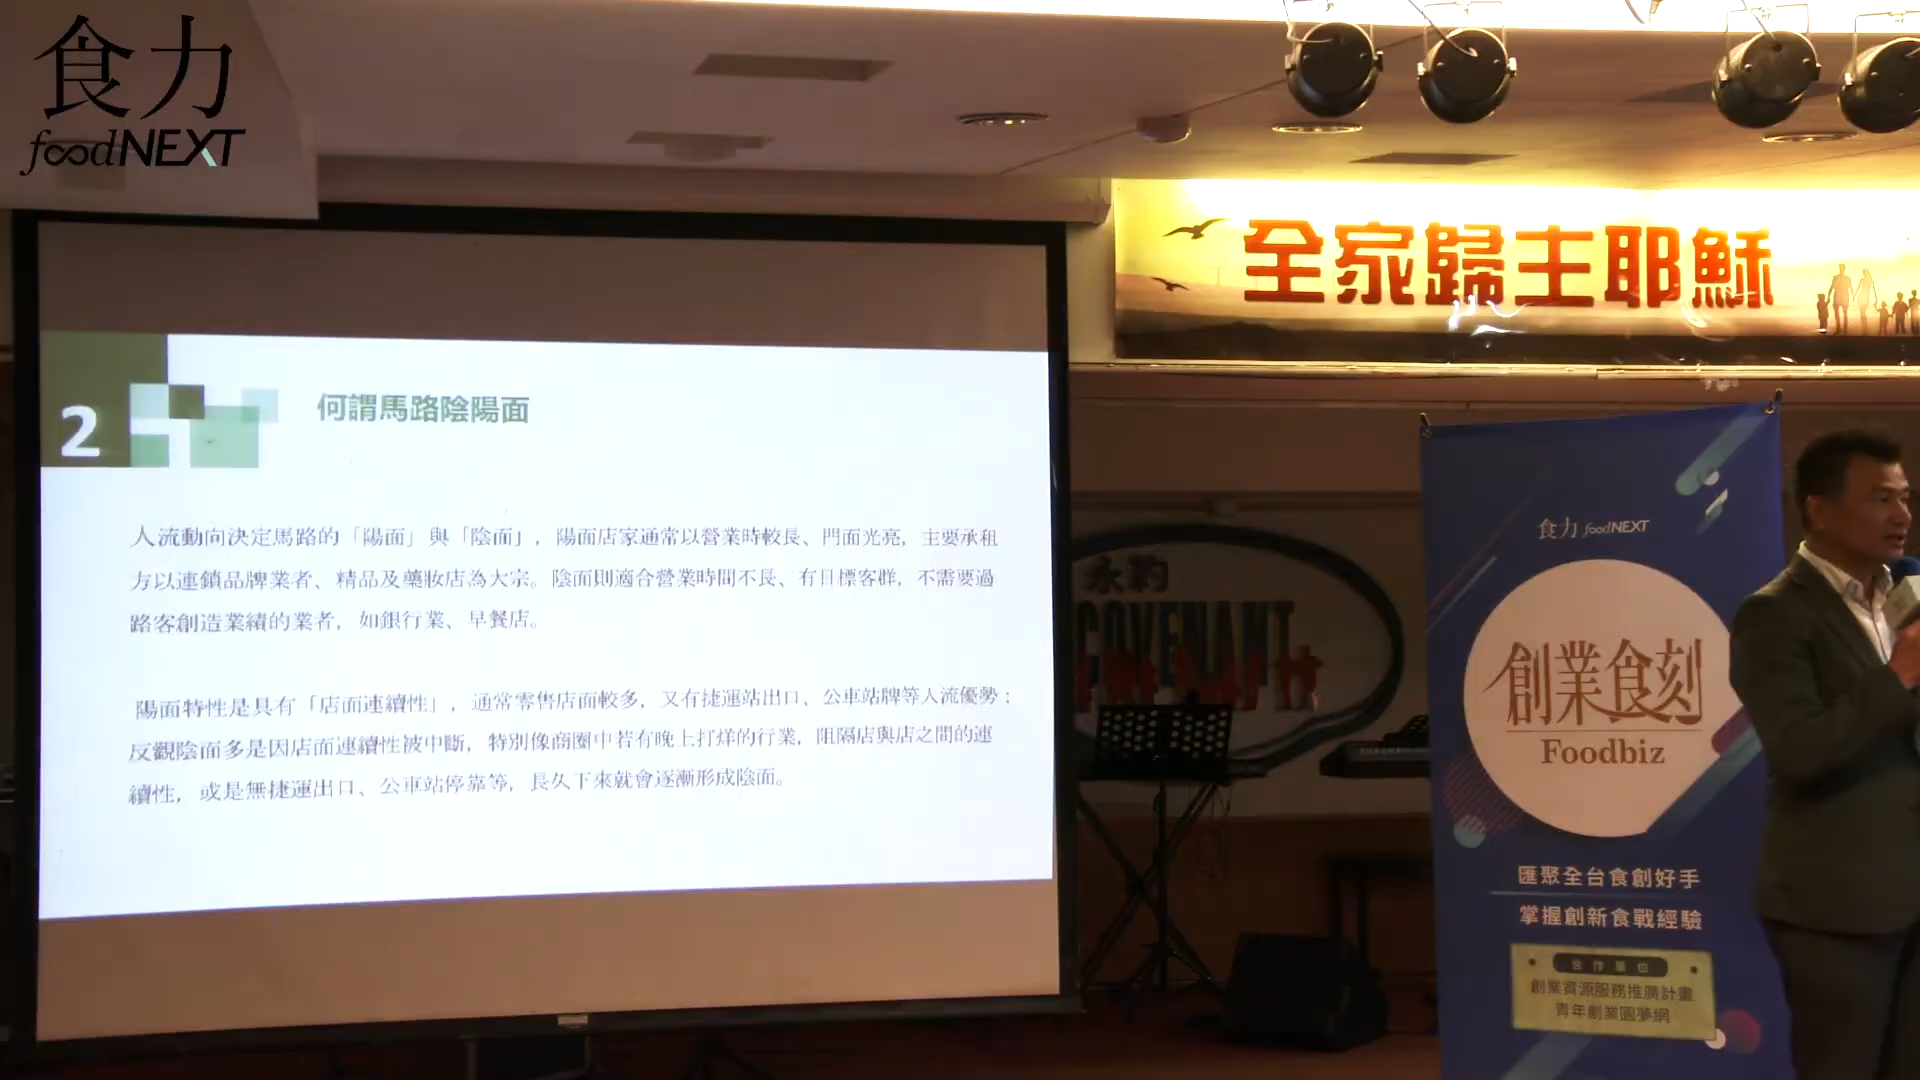 食力
foodNEXT
全家歸主耶穌
2
何謂馬路陰陽面
人流動向決定馬路的「陽面」與「陰面」，陽面店家通常以營業時較長、門面光亮，主要承租
方以連鎖品牌業者、精品及藥妝店為大宗。陰面則適合營業時間不長、有目標客群，不需要過
路客創造業績的業者，如銀行業、早餐店。
陽面特性是具有「店面連續性」，通常零售店面較多，又有捷運站出口、公車站牌等人流優勢；
反觀陰面多是因店面連續性被中斷，特別像商圈中若有晚上打烊的行業，阻隔店與店之間的連
續性，或是無捷運出口、公車站停靠等，長久下來就會逐漸形成陰面。
永約
COVENANT
食力 foodNEXT
創業食刻
Foodbiz
匯聚全台食創好手
掌握創新食戰經驗
合作單位
創業資源服務推廣計畫
青年創業圓夢網